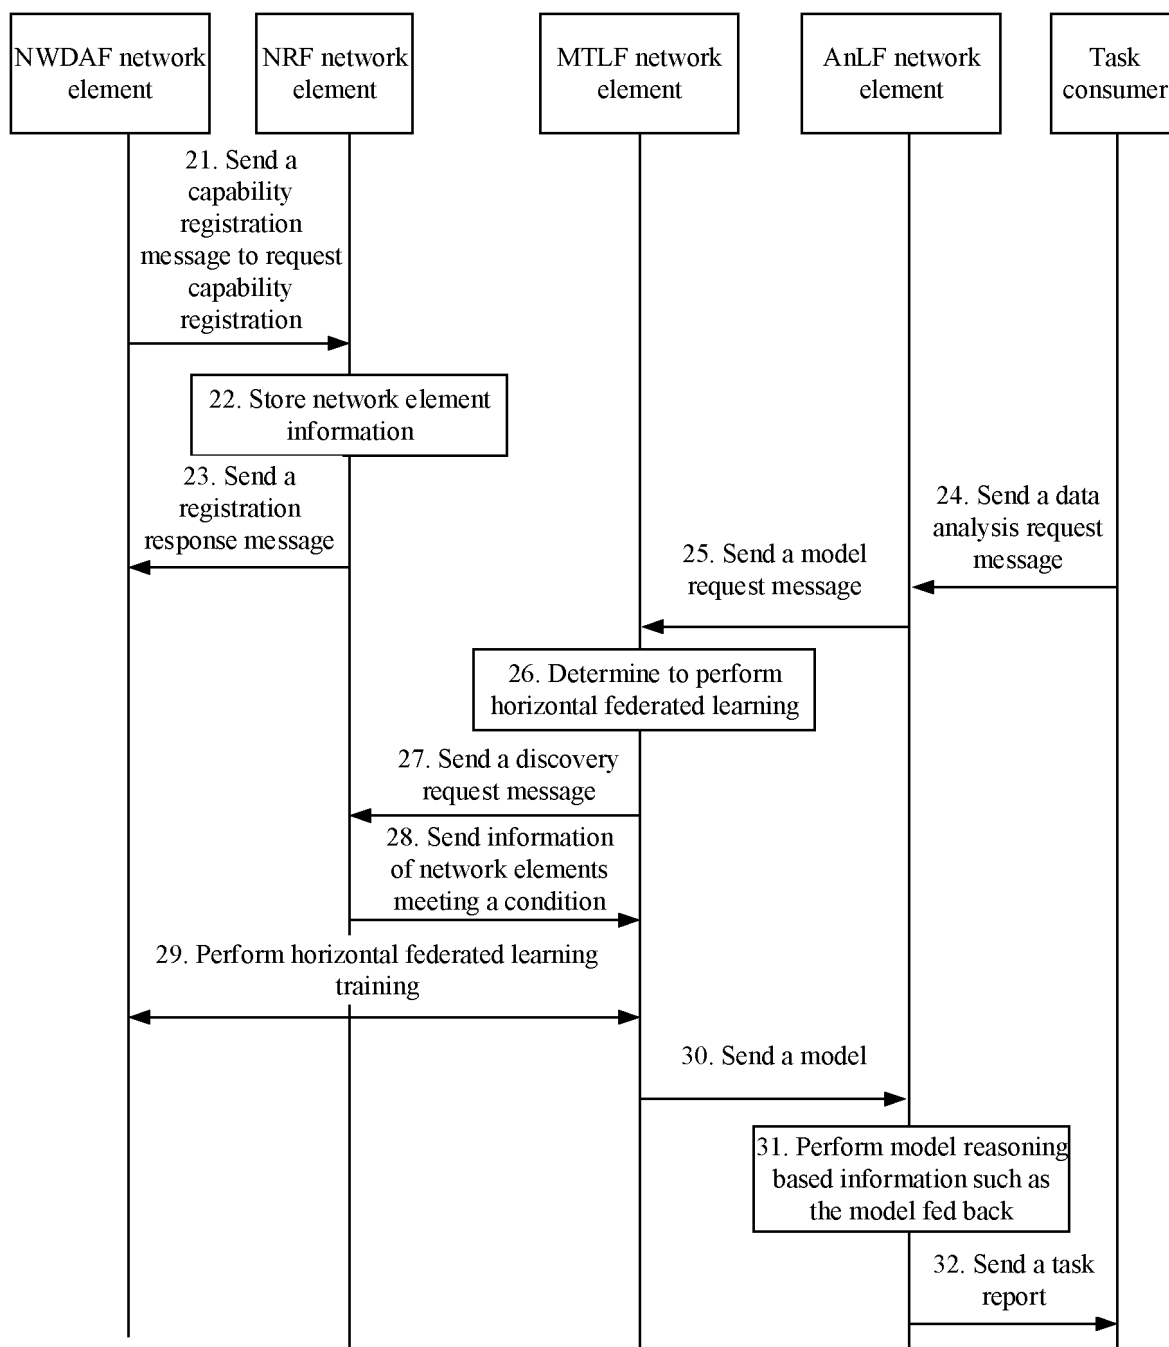 NWDAF network
element
NRF network
element
MTLF network
element
AnLF network
element
Task
consumer
21. Send a
capability
registration
message to request
capability
registration
22. Store network element
information
23. Send a
registration
response message
24. Send a data
analysis request
message
25. Send a model
request message
26. Determine to perform
horizontal federated learning
27. Send a discovery
request message
28. Send information
of network elements
meeting a condition
29. Perform horizontal federated learning
training
30. Send a model
31. Perform model reasoning
based information such as
the model fed back
32. Send a task
report